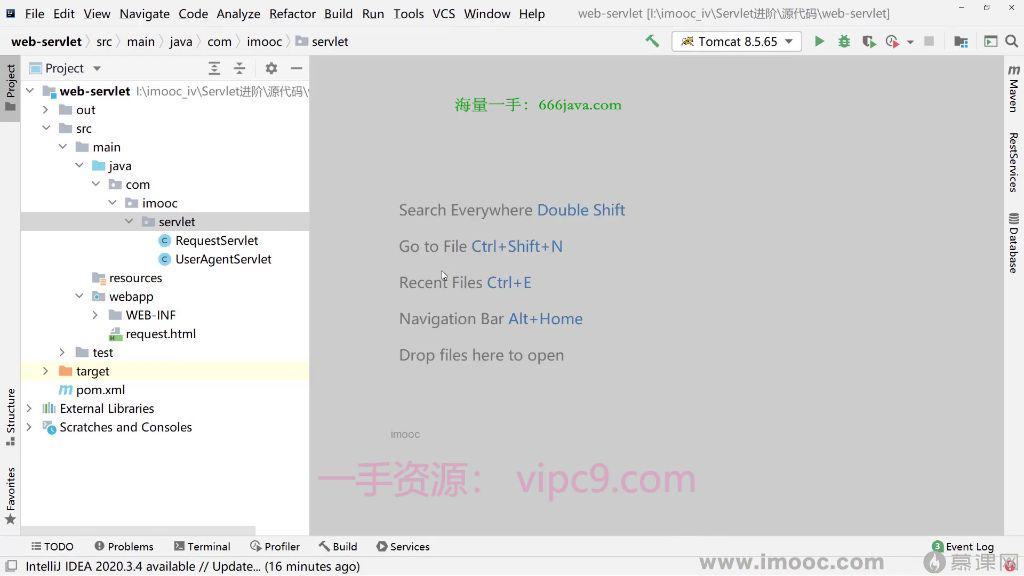 File Edit View Navigate Code Analyze Refactor Build Run Tools VCS Window Help web-servlet [I:\imooc_iv\Servlet进阶\源代码\web-servlet]
web-servlet src main java com imooc servlet Tomcat 8.5.65
Project
Project
web-servlet I:\imooc_iv\Servlet进阶\源代码\
out
src
main
java
com
imooc
servlet
RequestServlet
UserAgentServlet
resources
webapp
WEB-INF
request.html
test
target
pom.xml
External Libraries
Scratches and Consoles
Structure
Favorites
海量一手：666java.com
Search Everywhere Double Shift
Go to File Ctrl+Shift+N
Recent Files Ctrl+E
Navigation Bar Alt+Home
Drop files here to open
imooc
一手资源： vipc9.com
m
Maven
RestServices
Database
TODO Problems Terminal Profiler Build Services 3 Event Log
IntelliJ IDEA 2020.3.4 available // Update... (16 minutes ago)
www.imooc.com 慕课网